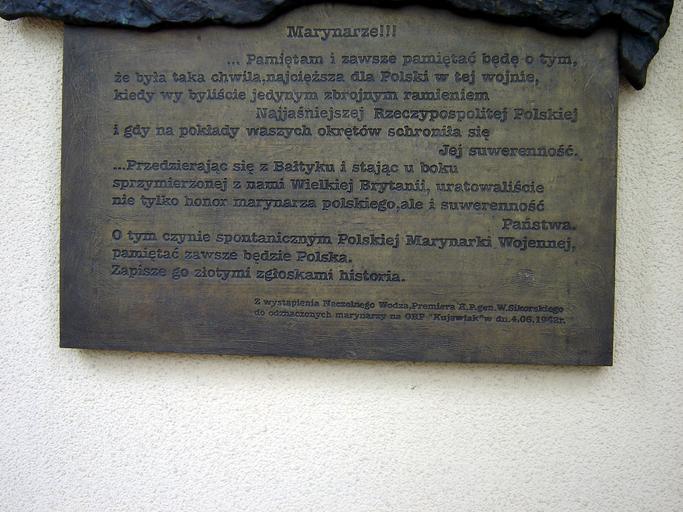 Marynarze!!!
... Pamiętam i zawsze pamiętać będę o tym,
że była taka chwila,najcięższa dla Polski w tej wojnie,
kiedy wy byliście jedynym zbrojnym ramieniem
Najjaśniejszej Rzeczypospolitej Polskiej
i gdy na pokłady waszych okrętów schroniła się
Jej suwerenność.
...Przedzierając się z Bałtyku i stając u boku
sprzymierzonej z nami Wielkiej Brytanii, uratowaliście
nie tylko honor marynarza polskiego,ale i suwerenność
Państwa.
O tym czynie spontanicznym Polskiej Marynarki Wojennej,
pamiętać zawsze będzie Polska.
Zapisze go złotymi zgłoskami historia.
Z wystąpienia Naczelnego Wodza,Premiera R.P.gen.W.Sikorskiego
do odznaczonych marynarzy na ORP "Kujawiak"w dn.4.06.1942r.